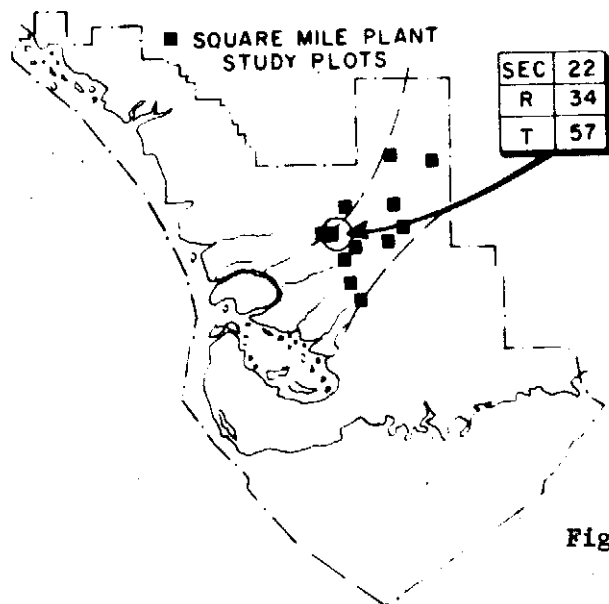 ■ SQUARE MILE PLANT
STUDY PLOTS
SEC 22
R 34
T 57
Fig